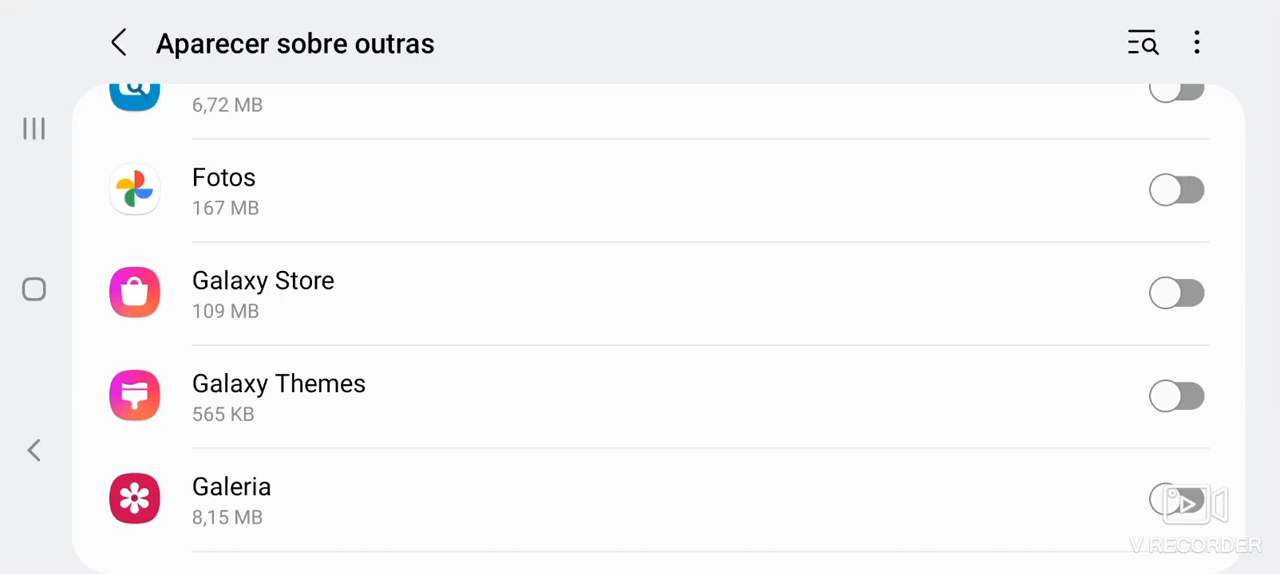 Aparecer sobre outras
6,72 MB
Fotos
167 MB
Galaxy Store
109 MB
Galaxy Themes
565 KB
Galeria
8,15 MB
V RECORDER